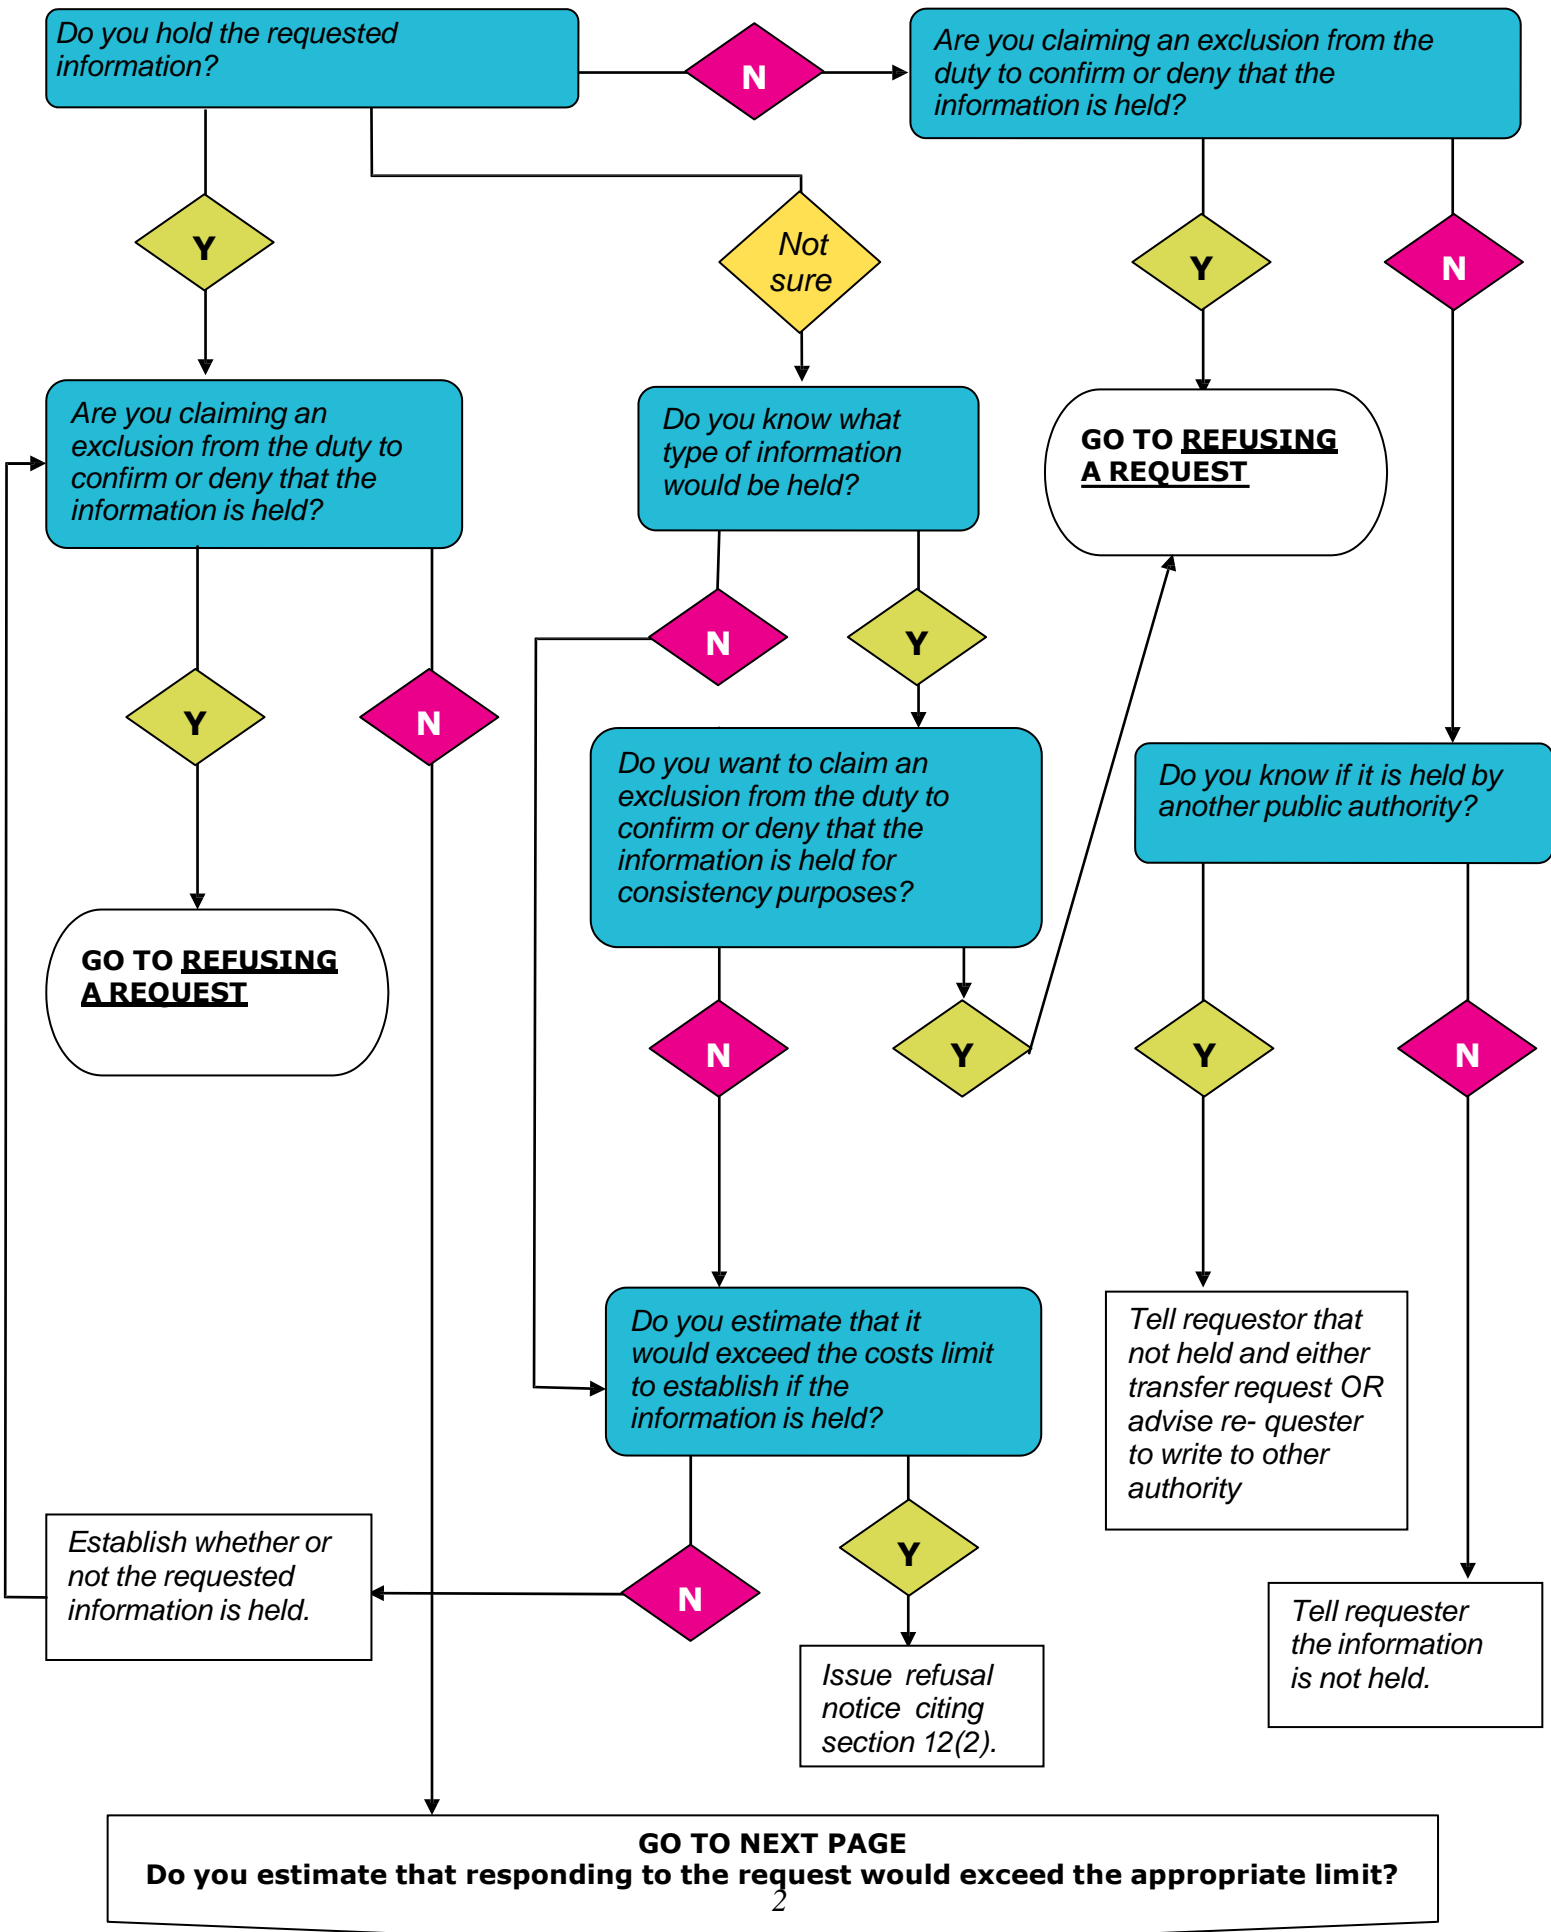 Do you hold the requested
information?
N
Are you claiming an exclusion from the
duty to confirm or deny that the
information is held?
Y
Not
sure
Y
N
Are you claiming an
exclusion from the duty to
confirm or deny that the
information is held?
Do you know what
type of information
would be held?
GO TO REFUSING
A REQUEST
N
Y
Y
N
Do you want to claim an
exclusion from the duty to
confirm or deny that the
information is held for
consistency purposes?
Do you know if it is held by
another public authority?
GO TO REFUSING
A REQUEST
N
Y
Y
N
Do you estimate that it
would exceed the costs limit
to establish if the
information is held?
Tell requestor that
not held and either
transfer request OR
advise re- quester
to write to other
authority
Establish whether or
not the requested
information is held.
N
Y
Tell requester
the information
is not held.
Issue refusal
notice citing
section 12(2).
GO TO NEXT PAGE
Do you estimate that responding to the request would exceed the appropriate limit?
2